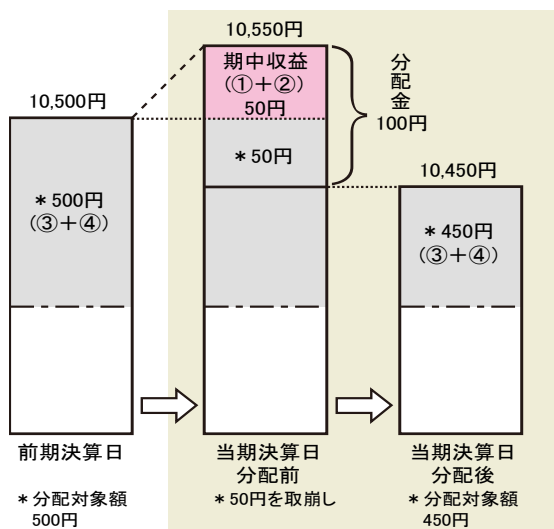 10,500円
*500円
(③+④)
前期決算日
*分配対象額
500円
10,550円
期中収益
(①+②)
50円
*50円
分配金
100円
当期決算日
分配前
*50円を取崩し
10,450円
*450円
(③+④)
当期決算日
分配後
*分配対象額
450円